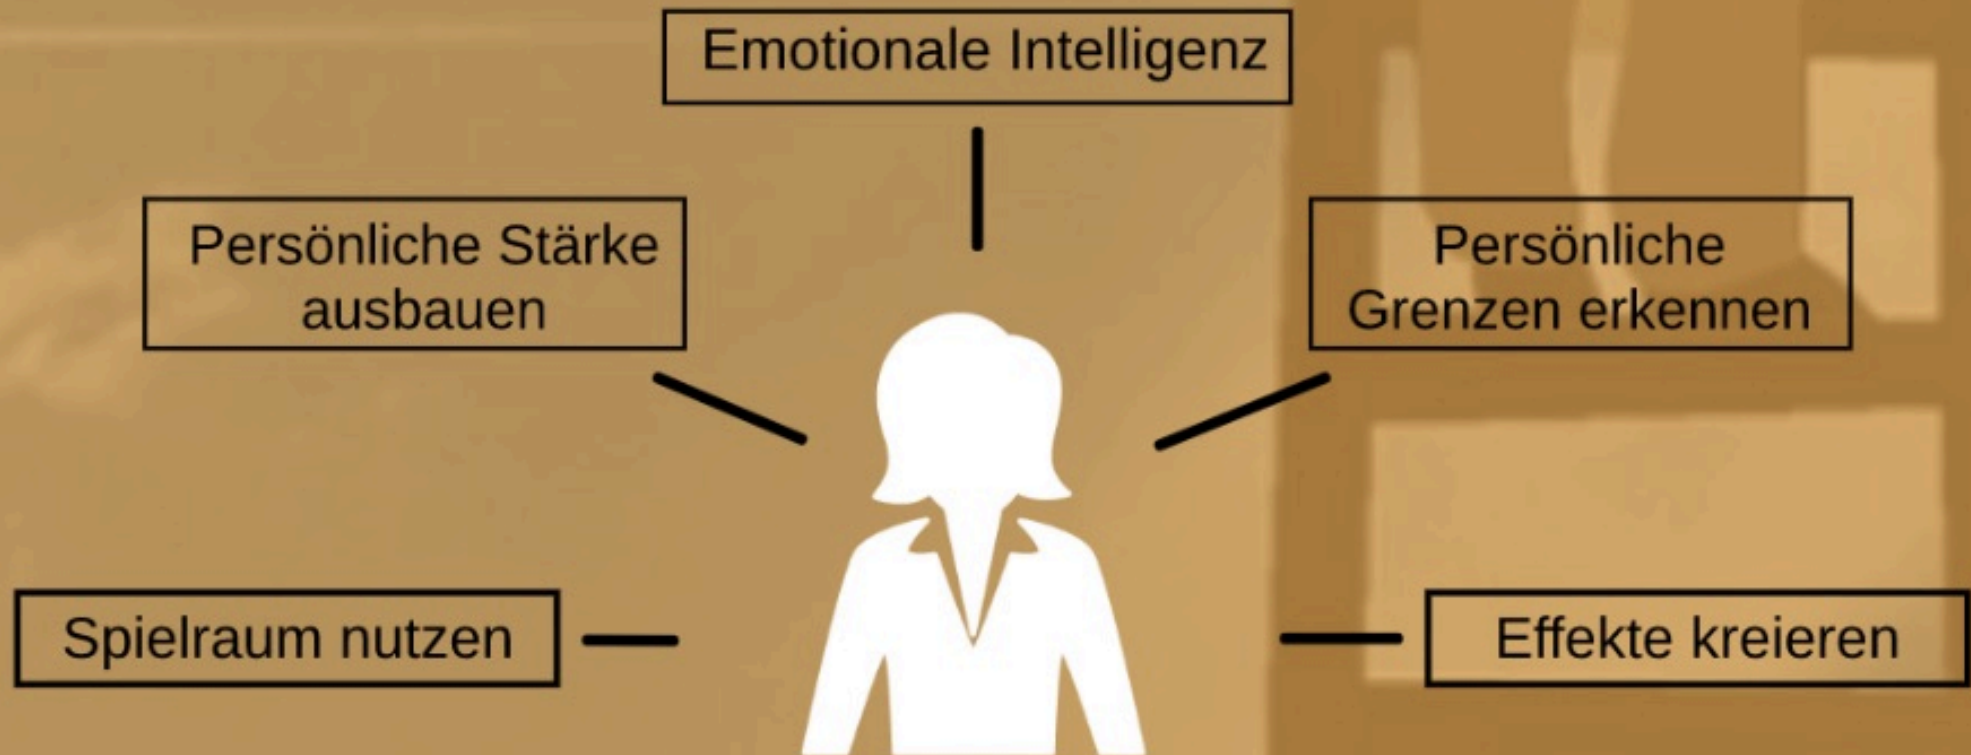 Emotionale Intelligenz
Persönliche Stärke
ausbauen
Persönliche
Grenzen erkennen
Spielraum nutzen
Effekte kreieren